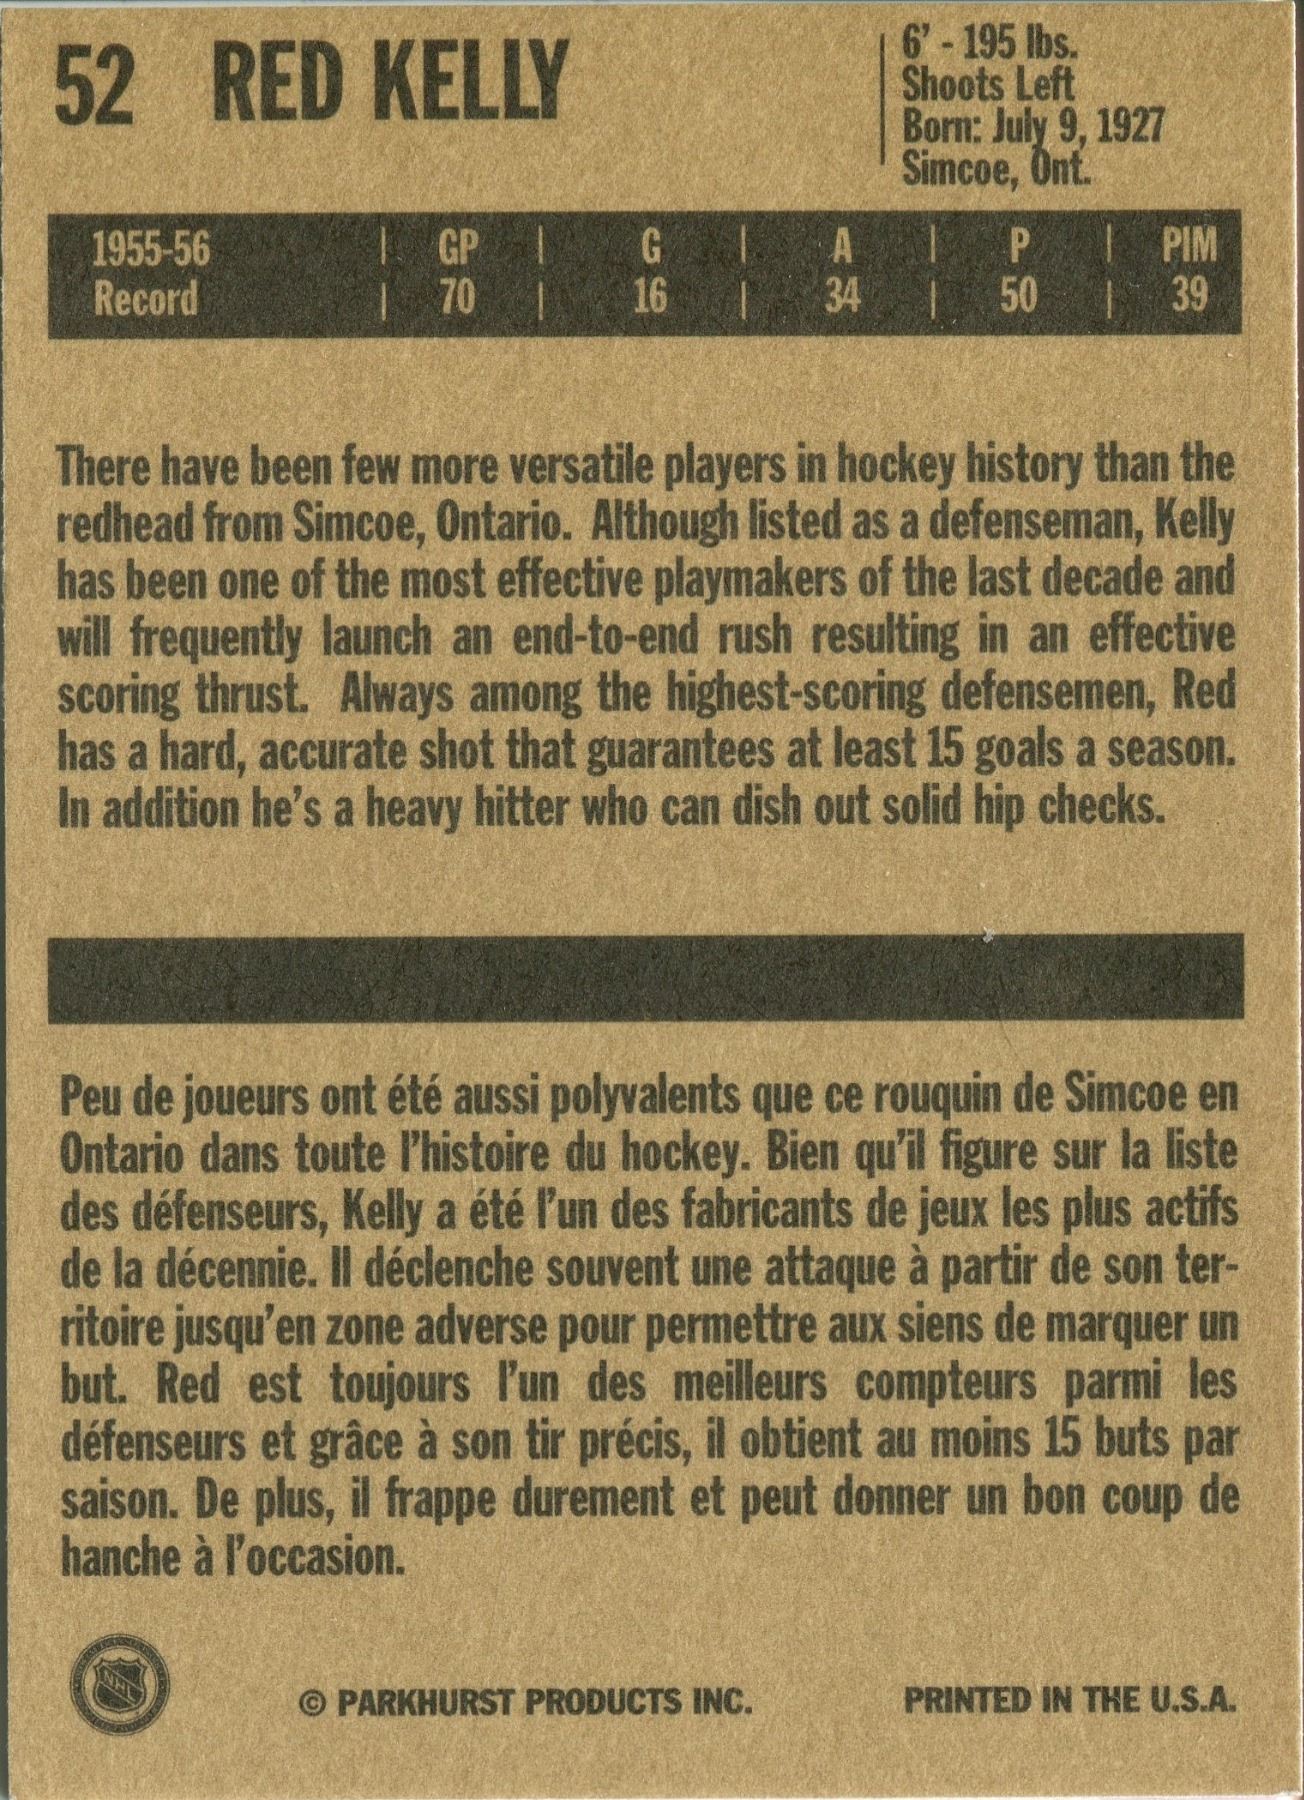 52 RED KELLY
6' - 195 lbs.
Shoots Left
Born: July 9, 1927
Simcoe, Ont.
1955-56 | GP | G | A | P | PIM
Record | 70 | 16 | 34 | 50 | 39
There have been few more versatile players in hockey history than the
redhead from Simcoe, Ontario. Although listed as a defenseman, Kelly
has been one of the most effective playmakers of the last decade and
will frequently launch an end-to-end rush resulting in an effective
scoring thrust. Always among the highest-scoring defensemen, Red
has a hard, accurate shot that guarantees at least 15 goals a season.
In addition he's a heavy hitter who can dish out solid hip checks.
Peu de joueurs ont été aussi polyvalents que ce rouquin de Simcoe en
Ontario dans toute l'histoire du hockey. Bien qu'il figure sur la liste
des défenseurs, Kelly a été l'un des fabricants de jeux les plus actifs
de la décennie. Il déclenche souvent une attaque à partir de son ter-
ritoire jusqu'en zone adverse pour permettre aux siens de marquer un
but. Red est toujours l'un des meilleurs compteurs parmi les
défenseurs et grâce à son tir précis, il obtient au moins 15 buts par
saison. De plus, il frappe durement et peut donner un bon coup de
hanche à l'occasion.
NHL
© PARKHURST PRODUCTS INC.
PRINTED IN THE U.S.A.